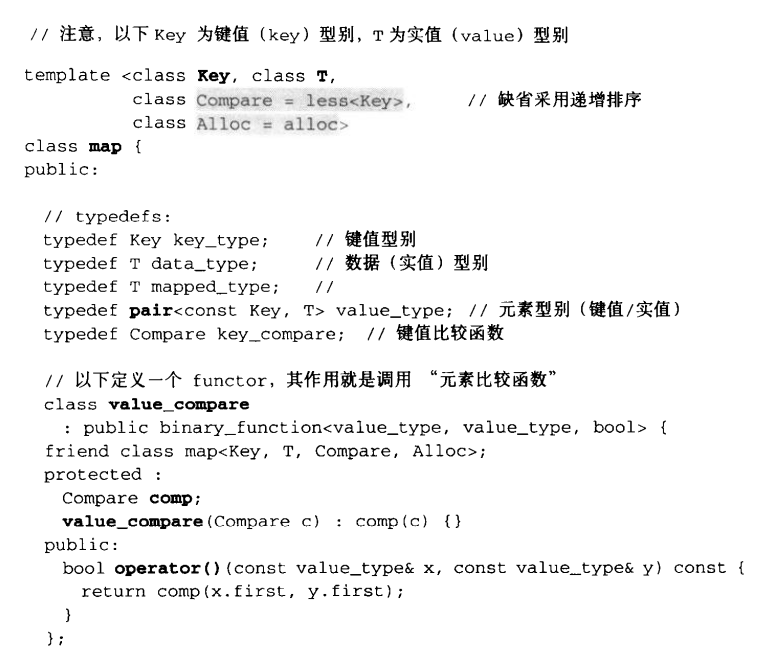 // 注意，以下 Key 为键值（key）型别，T 为实值（value）型别
template <class Key, class T,
class Compare = less<Key>, // 缺省采用递增排序
class Alloc = alloc>
class map {
public:
// typedefs:
typedef Key key_type; // 键值型别
typedef T data_type; // 数据（实值）型别
typedef T mapped_type; //
typedef pair<const Key, T> value_type; // 元素型别（键值/实值）
typedef Compare key_compare; // 键值比较函数
// 以下定义一个 functor，其作用就是调用 “元素比较函数”
class value_compare
: public binary_function<value_type, value_type, bool> {
friend class map<Key, T, Compare, Alloc>;
protected :
Compare comp;
value_compare(Compare c) : comp(c) {}
public:
bool operator()(const value_type& x, const value_type& y) const {
return comp(x.first, y.first);
}
};